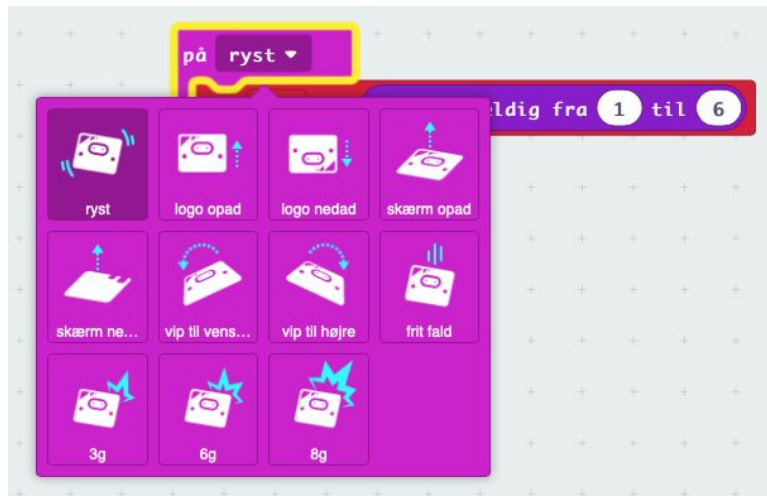 på ryst
ldig fra 1 til 6
ryst
logo opad
logo nedad
skærm opad
skærm ne...
vip til vens...
vip til højre
frit fald
3g
6g
8g